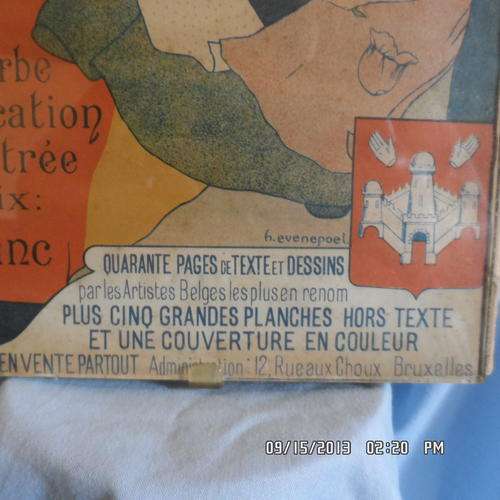 rbe
cation
trée
ix:
nc
h.evenepoel.
QUARANTE PAGES DE TEXTE ET DESSINS
par les Artistes Belges les plus en renom
PLUS CINQ GRANDES PLANCHES HORS TEXTE
ET UNE COUVERTURE EN COULEUR
EN VENTE PARTOUT Administration: 12, Rue aux Choux Bruxelles
09/15/2013 02:20 PM